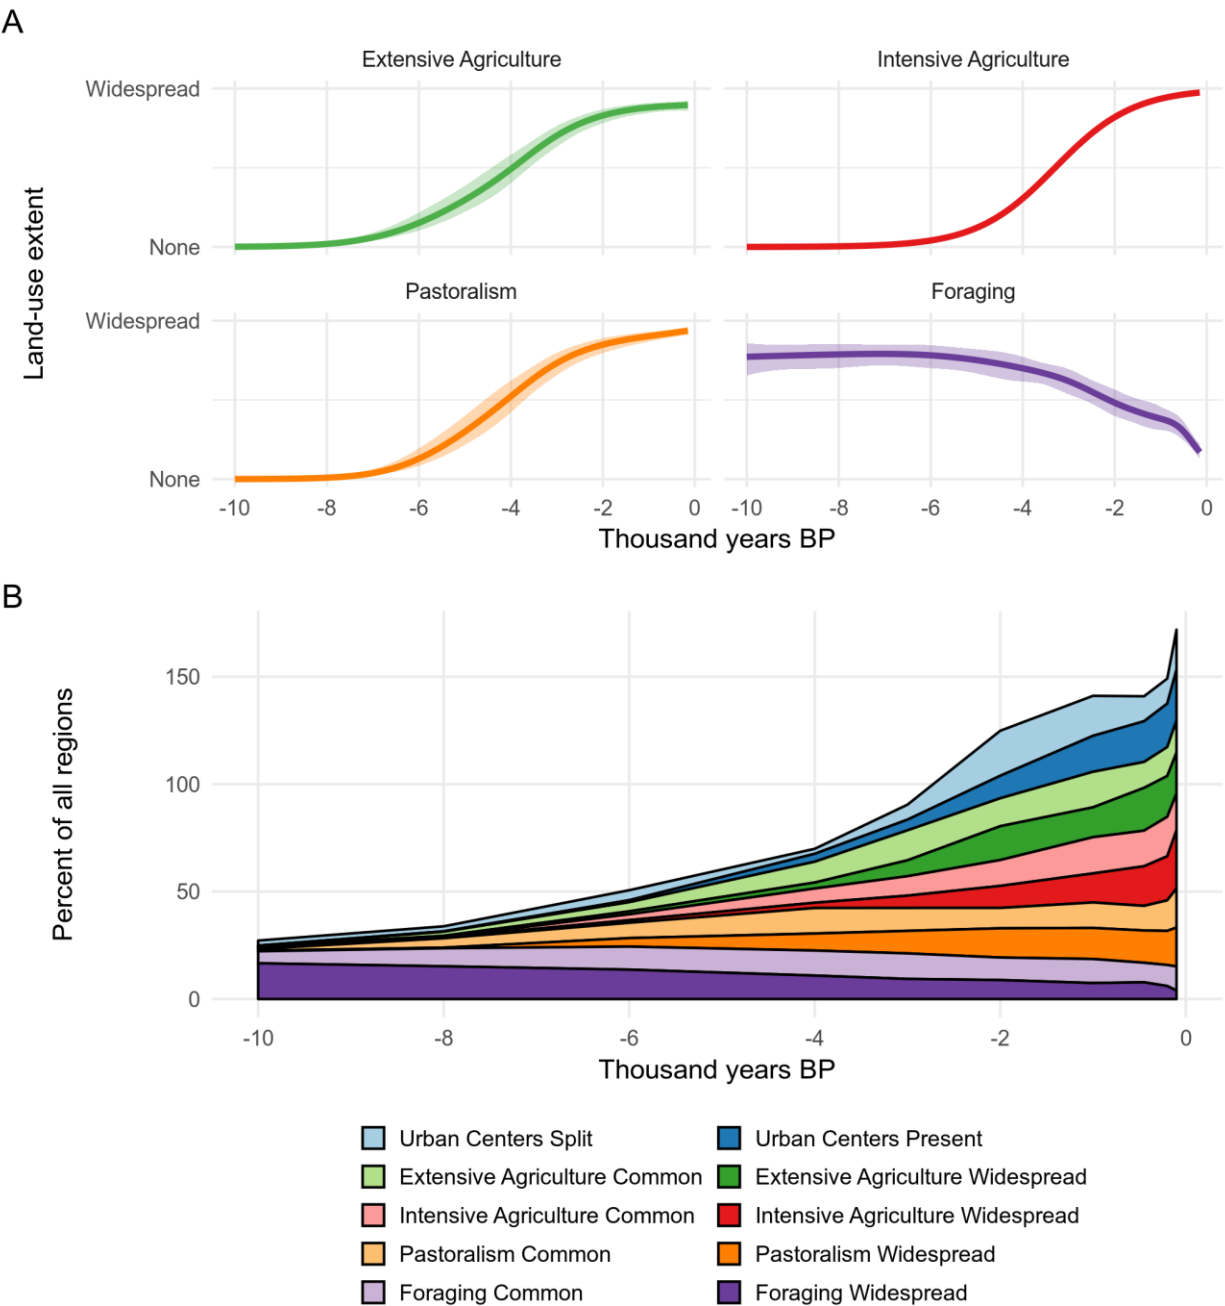 A
Extensive Agriculture
Intensive Agriculture
Widespread
None
Land-use extent
Pastoralism
Foraging
Widespread
None
-10 -8 -6 -4 -2 0
-10 -8 -6 -4 -2 0
Thousand years BP
B
150
100
50
0
Percent of all regions
-10 -8 -6 -4 -2 0
Thousand years BP
Urban Centers Split
Urban Centers Present
Extensive Agriculture Common
Extensive Agriculture Widespread
Intensive Agriculture Common
Intensive Agriculture Widespread
Pastoralism Common
Pastoralism Widespread
Foraging Common
Foraging Widespread